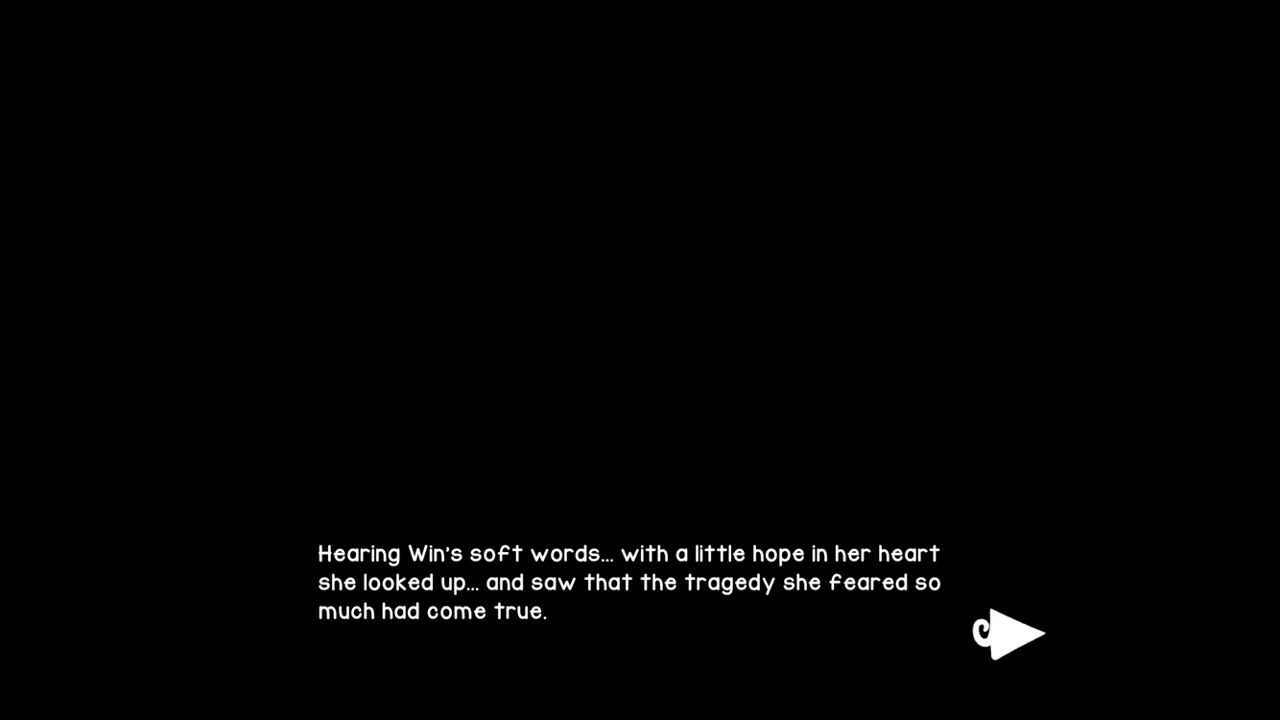 Hearing Win's soft words... with a little hope in her heart
she looked up... and saw that the tragedy she feared so
much had come true.